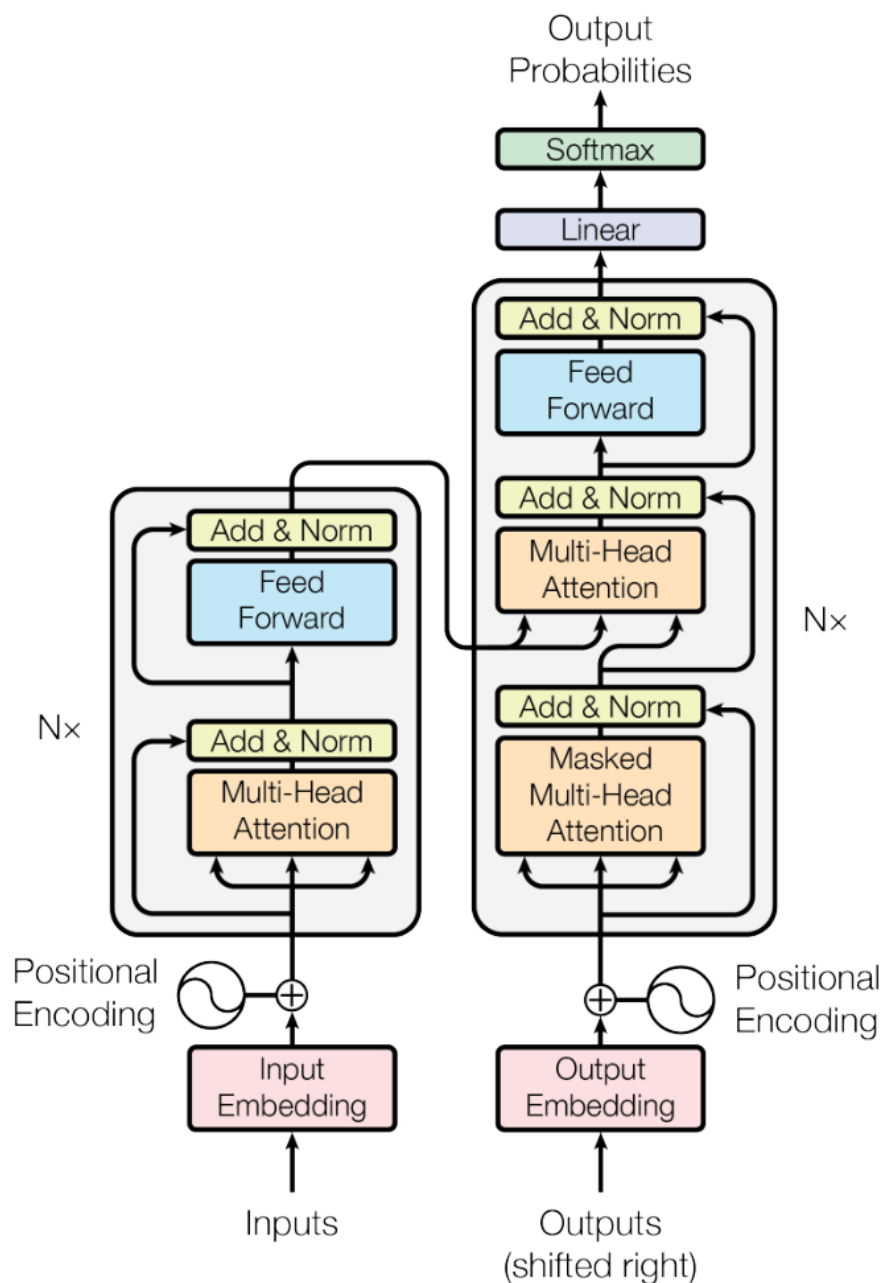 Output
Probabilities
Softmax
Linear
Add & Norm
Feed
Forward
Add & Norm
Multi-Head
Attention
Add & Norm
Masked
Multi-Head
Attention
N×
Add & Norm
Feed
Forward
Add & Norm
Multi-Head
Attention
N×
Positional
Encoding
Positional
Encoding
Input
Embedding
Output
Embedding
Inputs
Outputs
(shifted right)